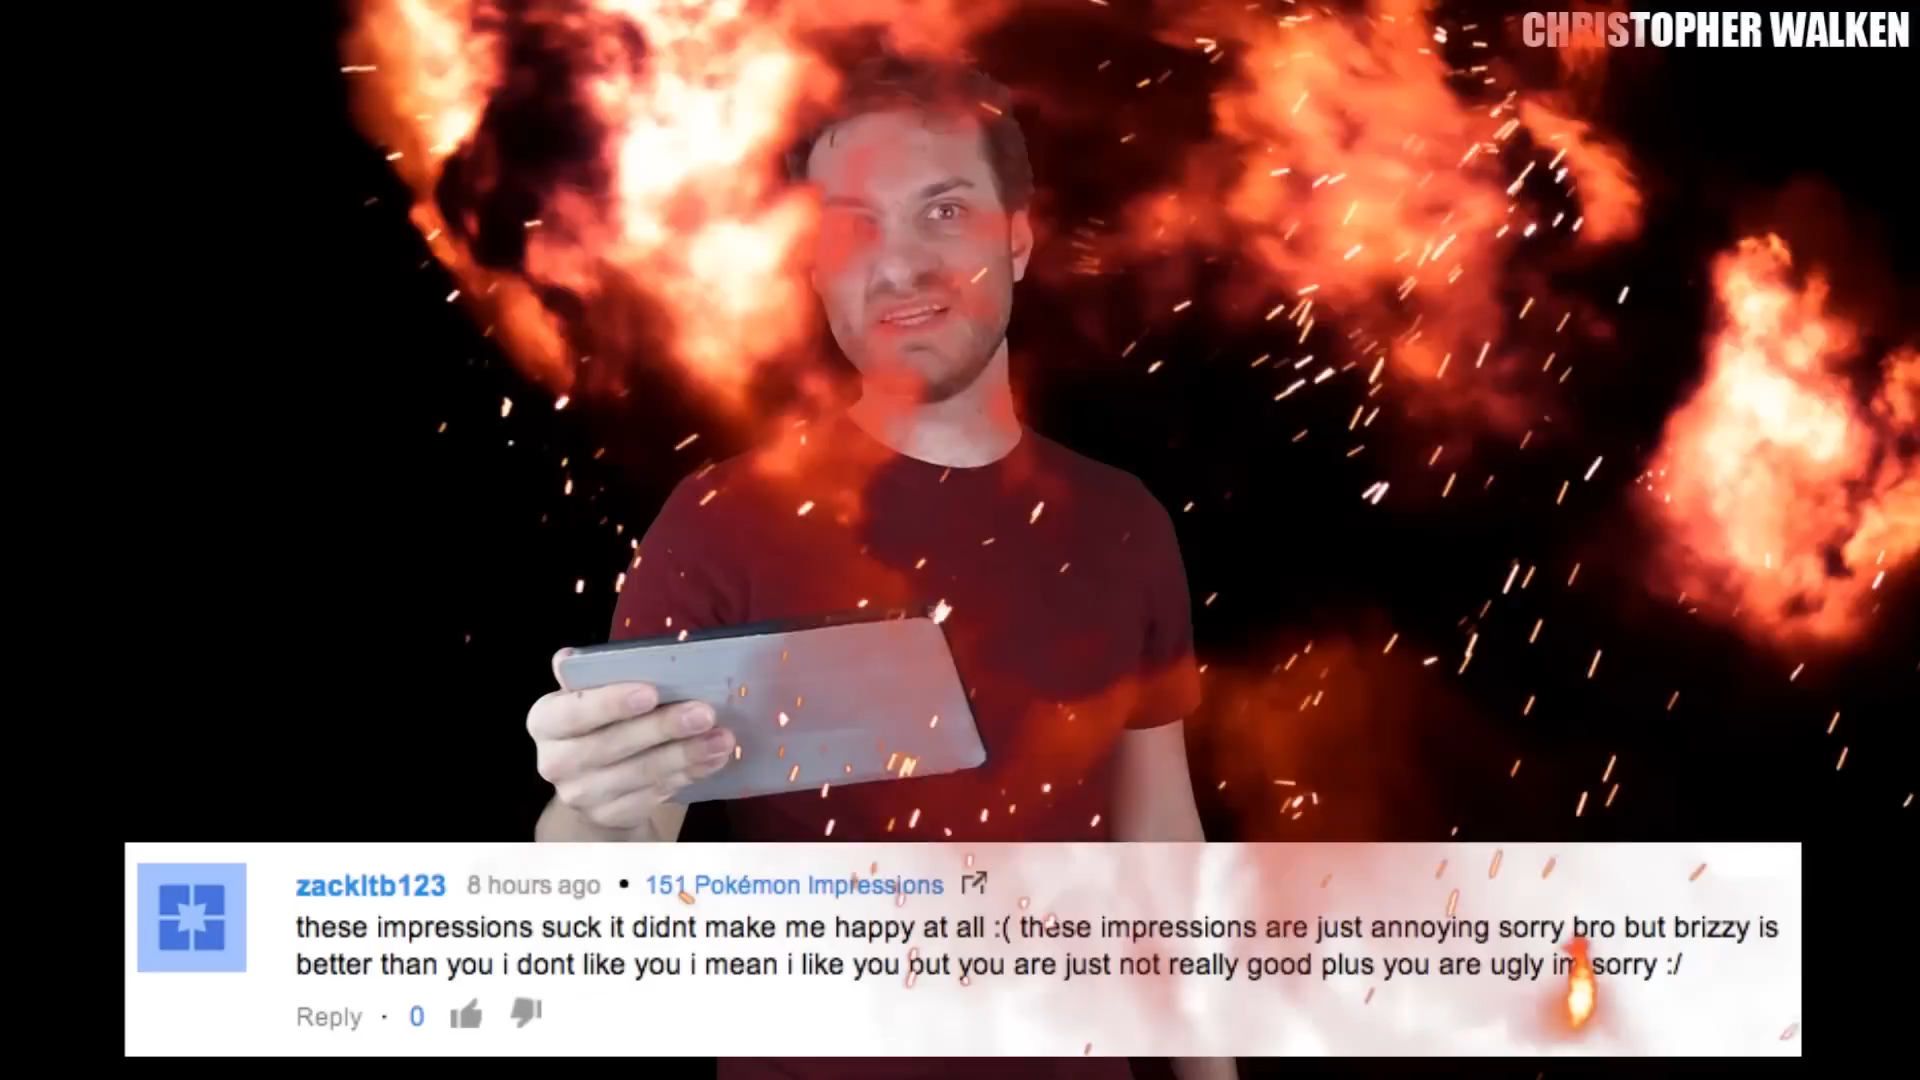 CHRISTOPHER WALKEN
zackltb123 8 hours ago • 151 Pokémon Impressions
these impressions suck it didnt make me happy at all :( these impressions are just annoying sorry bro but brizzy is
better than you i dont like you i mean i like you but you are just not really good plus you are ugly im sorry :/
Reply · 0